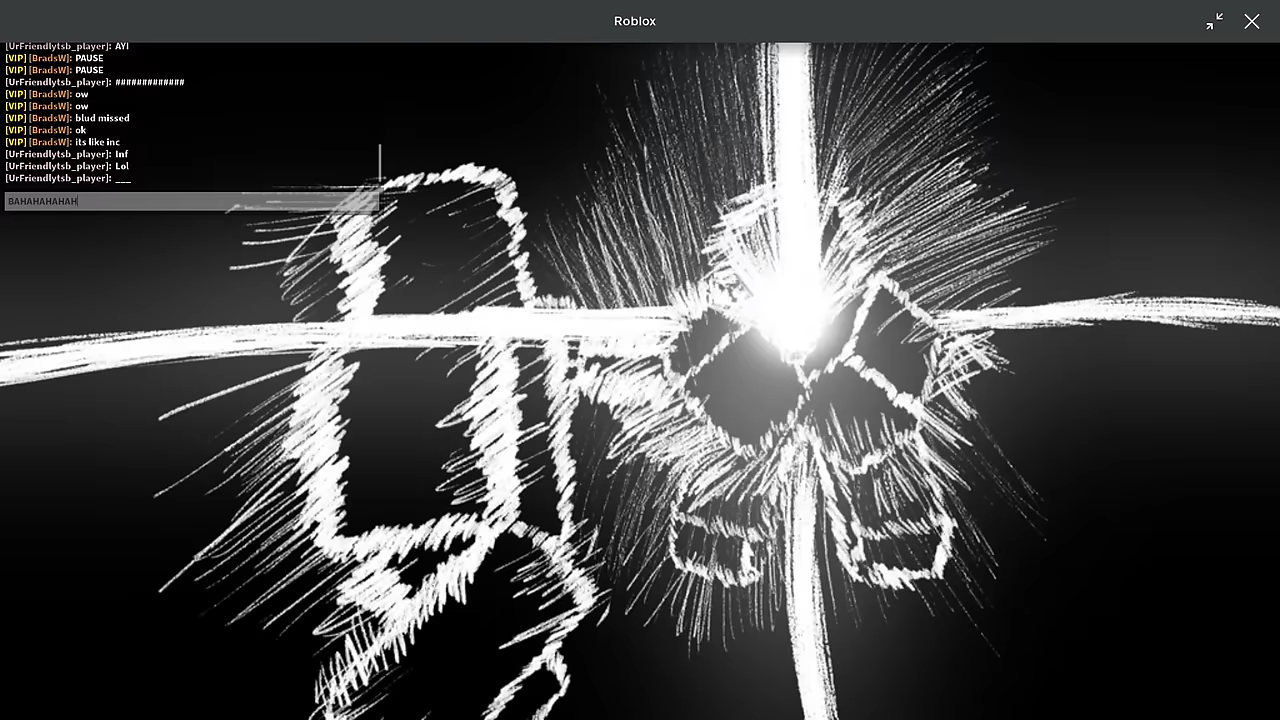 Roblox
[UrFriendlytsb_player]: AYI
[VIP] [BradsW]: PAUSE
[VIP] [BradsW]: PAUSE
[UrFriendlytsb_player]: #############
[VIP] [BradsW]: ow
[VIP] [BradsW]: ow
[VIP] [BradsW]: blud missed
[VIP] [BradsW]: ok
[VIP] [BradsW]: its like inc
[UrFriendlytsb_player]: Inf
[UrFriendlytsb_player]: Lol
[UrFriendlytsb_player]: ___
BAHAHAHAHAH